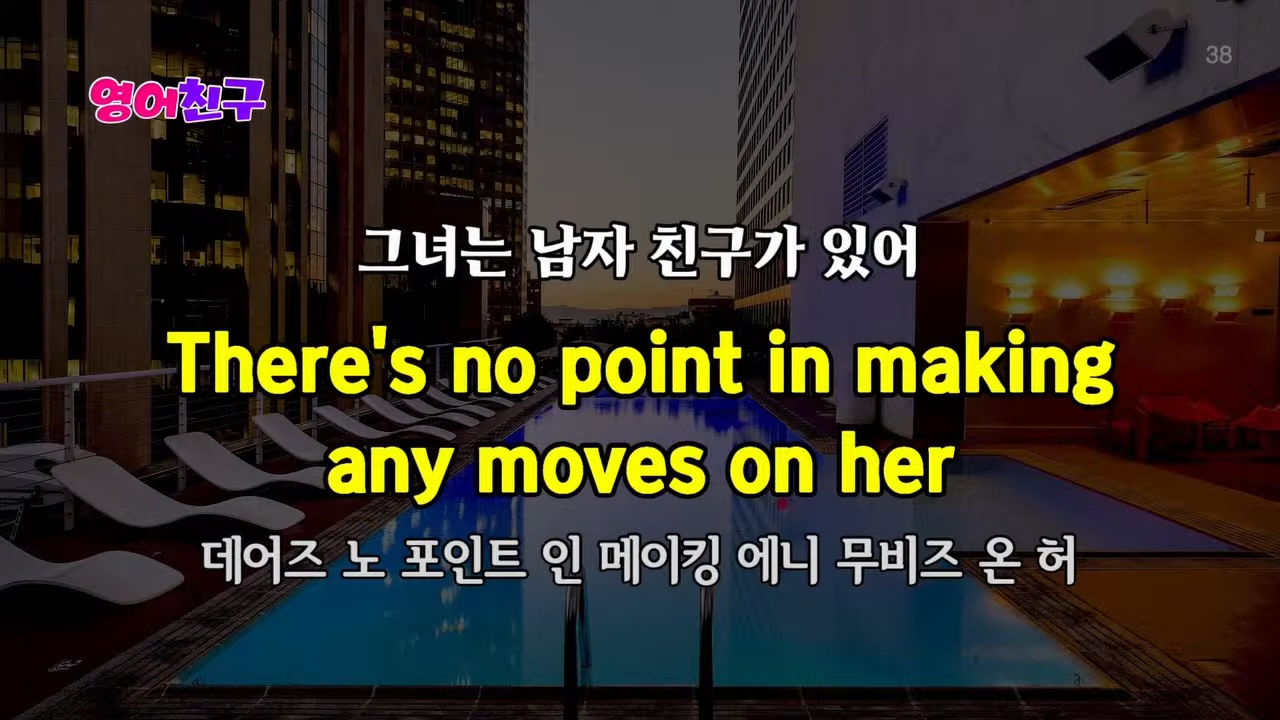 38
영어친구
그녀는 남자 친구가 있어
There's no point in making
any moves on her
데어즈 노 포인트 인 메이킹 에니 무비즈 온 허